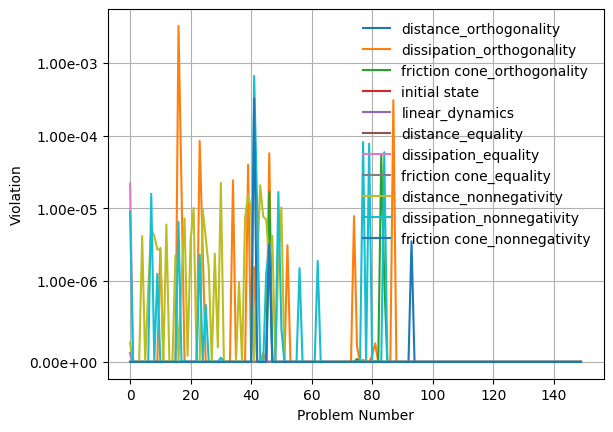 distance_orthogonality
dissipation_orthogonality
friction cone_orthogonality
initial state
linear_dynamics
distance_equality
dissipation_equality
friction cone_equality
distance_nonnegativity
dissipation_nonnegativity
friction cone_nonnegativity
1.00e-03
1.00e-04
1.00e-05
1.00e-06
0.00e+00
Violation
0 20 40 60 80 100 120 140
Problem Number